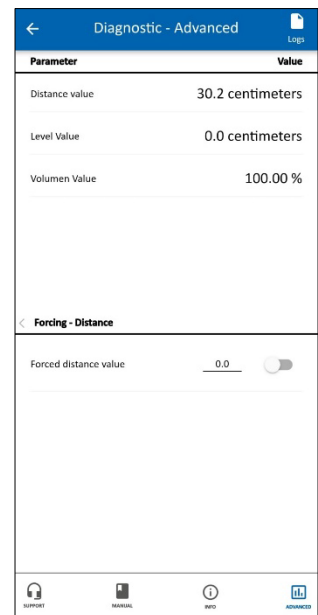 Diagnostic - Advanced
Logs
Parameter Value
Distance value 30.2 centimeters
Level Value 0.0 centimeters
Volumen Value 100.00 %
Forcing - Distance
Forced distance value 0.0
SUPPORT MANUAL INFO ADVANCED